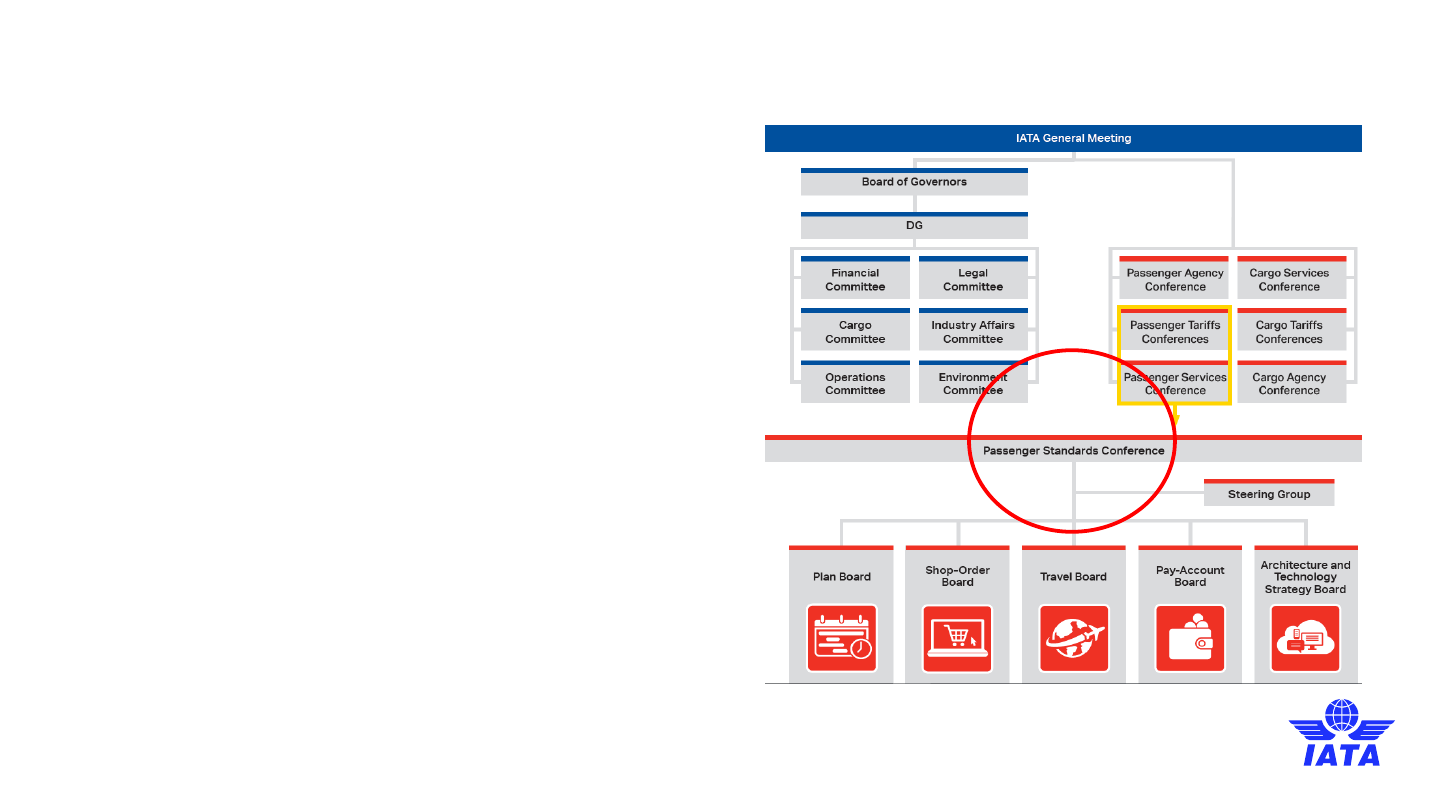 IATA General Meeting
Board of Governors
DG
Financial
Committee
Legal
Committee
Cargo
Committee
Industry Affairs
Committee
Operations
Committee
Environment
Committee
Passenger Agency
Conference
Cargo Services
Conference
Passenger Tariffs
Conferences
Cargo Tariffs
Conferences
Passenger Services
Conference
Cargo Agency
Conference
Passenger Standards Conference
Steering Group
Plan Board
Shop-Order
Board
Travel Board
Pay-Account
Board
Architecture and
Technology
Strategy Board
IATA